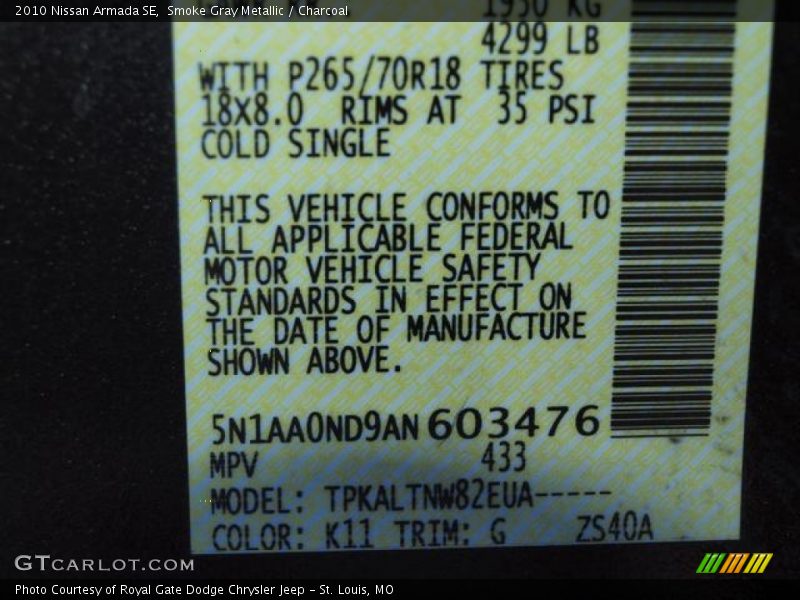 2010 Nissan Armada SE, Smoke Gray Metallic / Charcoal
1950 KG
4299 LB
WITH P265/70R18 TIRES
18X8.0 RIMS AT 35 PSI
COLD SINGLE
THIS VEHICLE CONFORMS TO
ALL APPLICABLE FEDERAL
MOTOR VEHICLE SAFETY
STANDARDS IN EFFECT ON
THE DATE OF MANUFACTURE
SHOWN ABOVE.
5N1AA0ND9AN603476
MPV 433
MODEL: TPKALTNW82EUA-----
COLOR: K11 TRIM: G ZS40A
GTCARLOT.COM
Photo Courtesy of Royal Gate Dodge Chrysler Jeep - St. Louis, MO